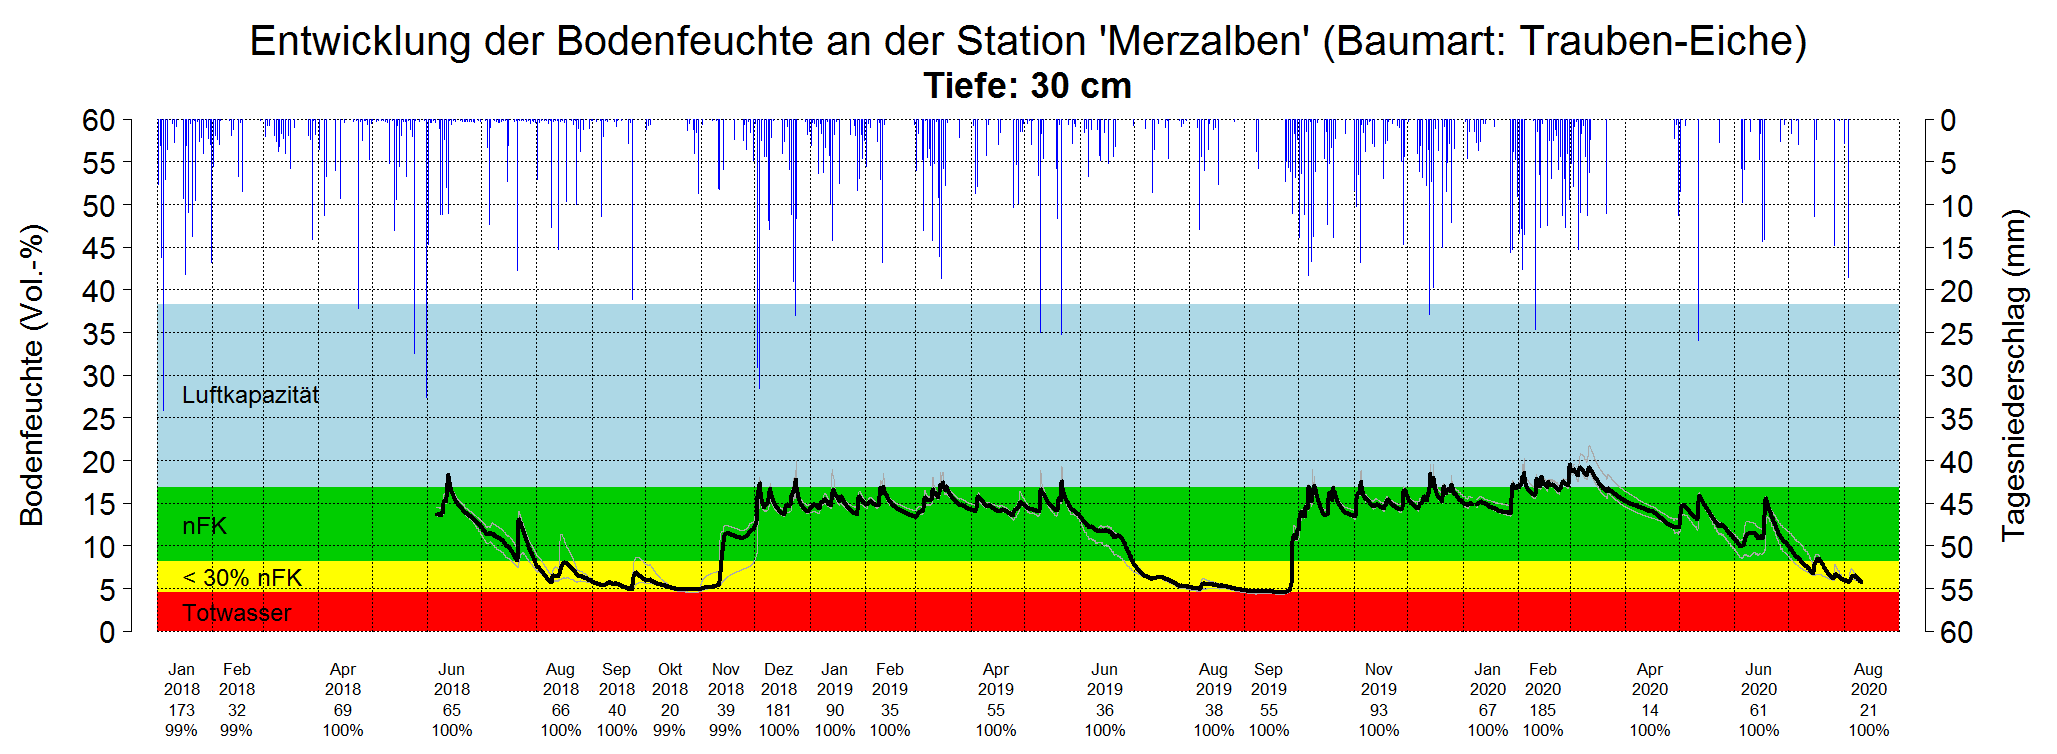 Entwicklung der Bodenfeuchte an der Station 'Merzalben' (Baumart: Trauben-Eiche)
Tiefe: 30 cm
Bodenfeuchte (Vol.-%)
60
55
50
45
40
35
30
25
20
15
10
5
0
Luftkapazität
nFK
< 30% nFK
Totwasser
0
5
10
15
20
25
30
35
40
45
50
55
60
Tagesniederschlag (mm)
Jan Feb Apr Jun Aug Sep Okt Nov Dez Jan Feb Apr Jun Aug Sep Nov Jan Feb Apr Jun Aug
2018 2018 2018 2018 2018 2018 2018 2018 2018 2019 2019 2019 2019 2019 2019 2019 2020 2020 2020 2020 2020
173 32 69 65 66 40 20 39 181 90 35 55 36 38 55 93 67 185 14 61 21
99% 99% 100% 100% 100% 100% 99% 99% 100% 100% 100% 100% 100% 100% 100% 100% 100% 100% 100% 100% 100%